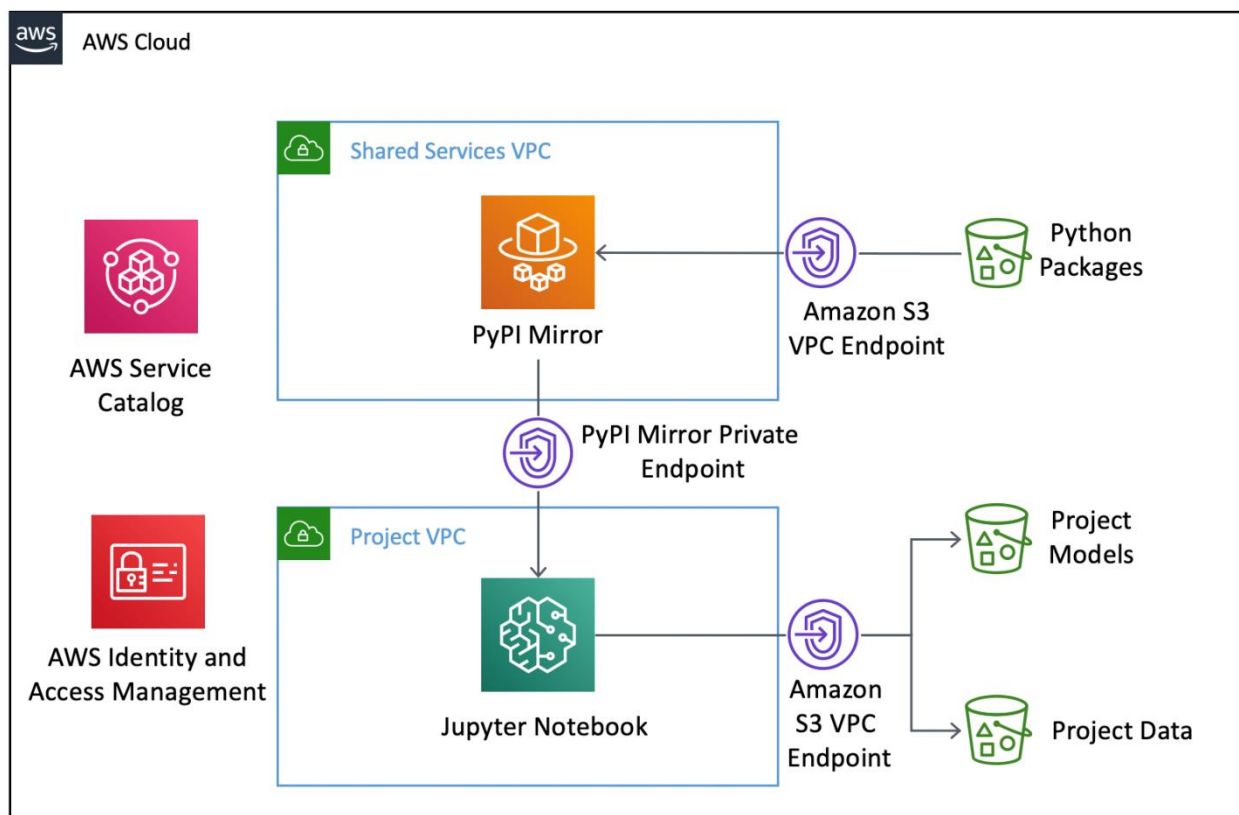 aws
AWS Cloud
Shared Services VPC
PyPI Mirror
Amazon S3
VPC Endpoint
Python
Packages
AWS Service
Catalog
PyPI Mirror Private
Endpoint
Project VPC
Jupyter Notebook
AWS Identity and
Access Management
Amazon
S3 VPC
Endpoint
Project
Models
Project Data